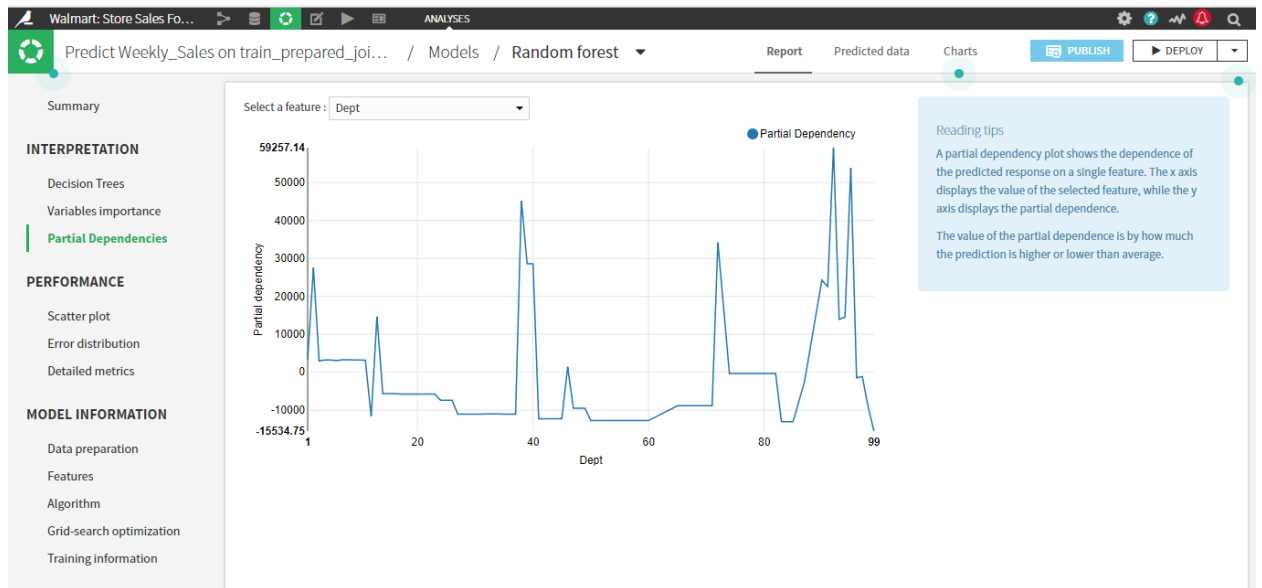 Walmart: Store Sales Fo...
ANALYSES
Predict Weekly_Sales on train_prepared_joi... / Models / Random forest
Report
Predicted data
Charts
PUBLISH
DEPLOY
Summary
INTERPRETATION
Decision Trees
Variables importance
Partial Dependencies
PERFORMANCE
Scatter plot
Error distribution
Detailed metrics
MODEL INFORMATION
Data preparation
Features
Algorithm
Grid-search optimization
Training information
Select a feature : Dept
Partial Dependency
59257.14
50000
40000
30000
20000
10000
0
-10000
-15534.75
Partial dependency
1 20 40 60 80 99
Dept
Reading tips
A partial dependency plot shows the dependence of
the predicted response on a single feature. The x axis
displays the value of the selected feature, while the y
axis displays the partial dependence.
The value of the partial dependence is by how much
the prediction is higher or lower than average.